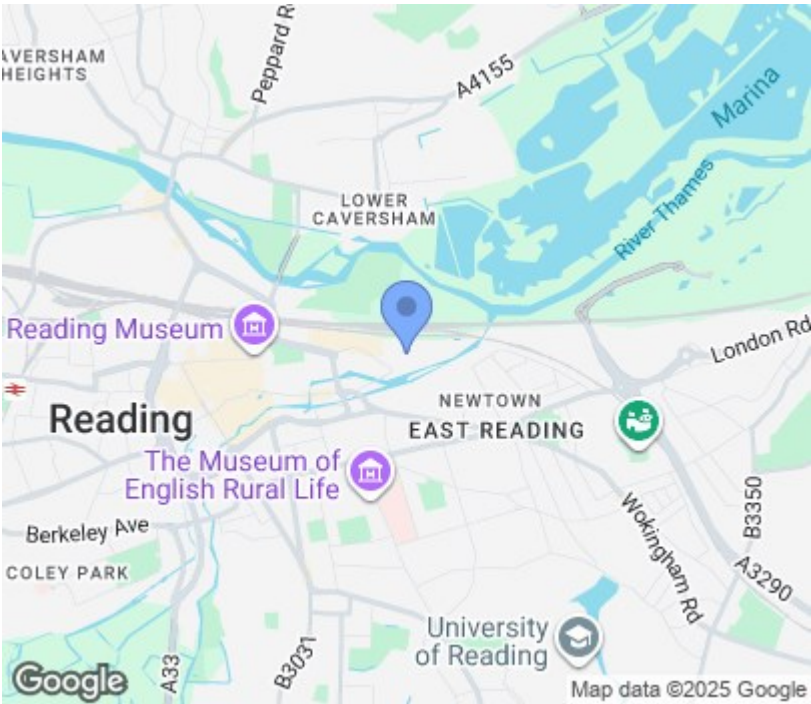 AVERSHAM
HEIGHTS
Peppard R
A4155
Marina
LOWER
CAVERSHAM
River Thames
Reading Museum
London Rd
NEWTOWN
Reading
EAST READING
The Museum of
English Rural Life
B3350
Berkeley Ave
Wokingham Rd
COLEY PARK
A3290
University
of Reading
A33
B3031
Google
Map data ©2025 Google